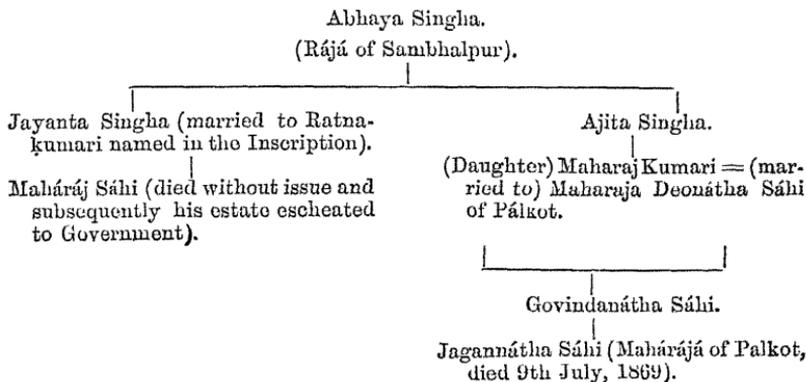 Abhaya Singha.
(Rájá of Sambhalpur).
Jayanta Singha (married to Ratna-
ḳumari named in the Inscription).
Maháráj Sáhi (died without issue and
subsequently his estate escheated
to Government).
Ajita Singha.
(Daughter) Maharaj Kumari = (mar-
ried to) Maharaja Deonátha Sáhi
of Pálkot.
Govindanátha Sáhi.
Jagannátha Sáhi (Mahárájá of Palkot,
died 9th July, 1869).